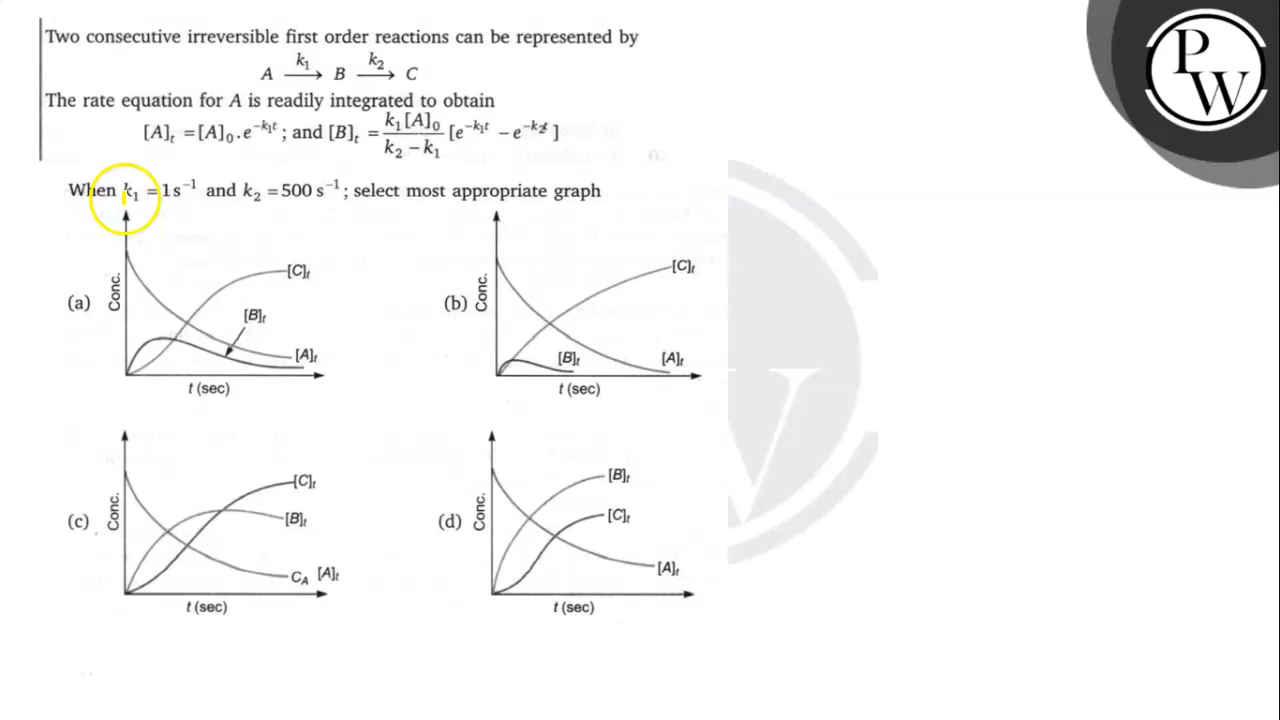 Two consecutive irreversible first order reactions can be represented by
A —k₁→ B —k₂→ C
The rate equation for A is readily integrated to obtain
[A]ₜ = [A]₀ . e^{-k₁t} ; and [B]ₜ = k₁[A]₀ / (k₂ − k₁) [e^{-k₁t} − e^{-k₂t}]
When k₁ = 1 s⁻¹ and k₂ = 500 s⁻¹ ; select most appropriate graph
(a) Conc. [C]ₜ [B]ₜ [A]ₜ t (sec)
(b) Conc. [C]ₜ [B]ₜ [A]ₜ t (sec)
(c) Conc. [C]ₜ [B]ₜ C_A [A]ₜ t (sec)
(d) Conc. [B]ₜ [C]ₜ [A]ₜ t (sec)
P
W